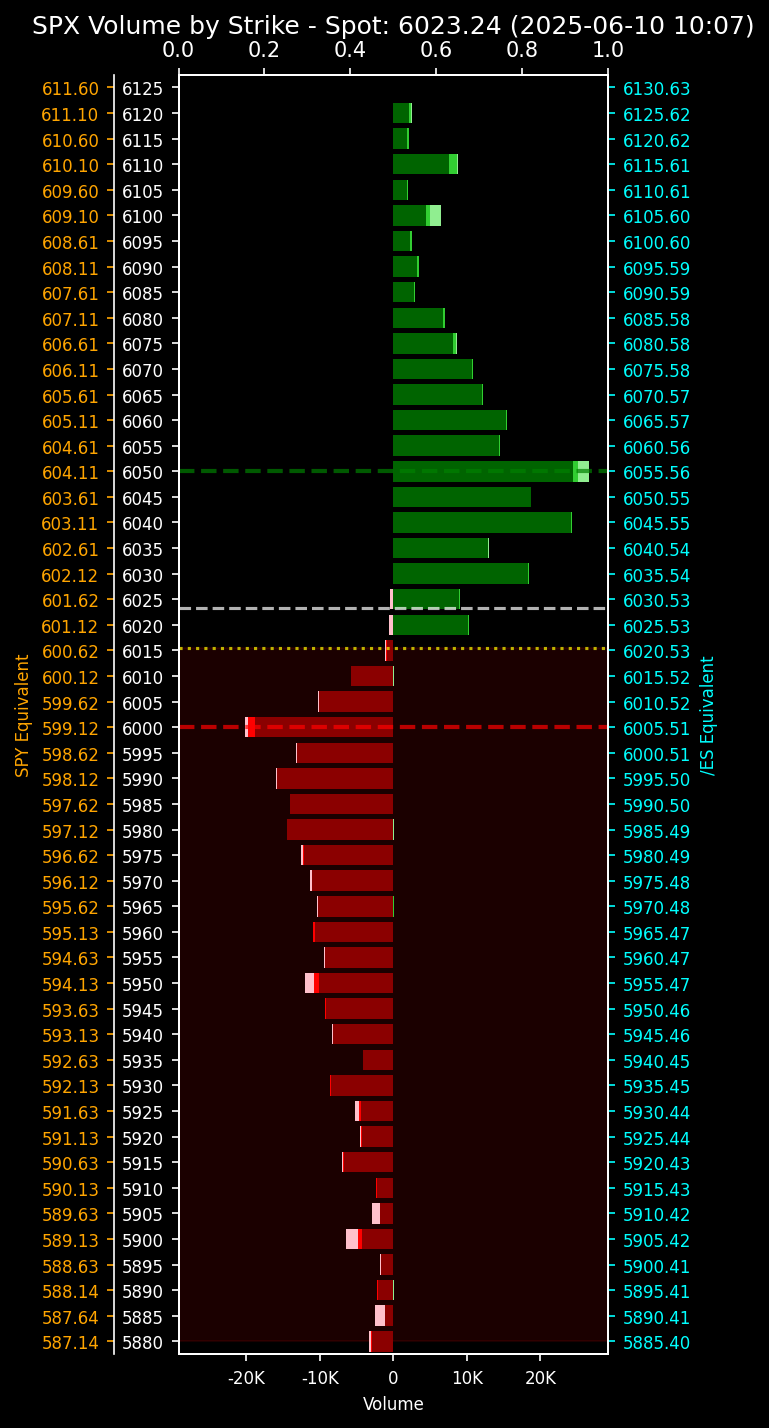 SPX Volume by Strike - Spot: 6023.24 (2025-06-10 10:07)
0.0 0.2 0.4 0.6 0.8 1.0
611.60 6125 6130.63
611.10 6120 6125.62
610.60 6115 6120.62
610.10 6110 6115.61
609.60 6105 6110.61
609.10 6100 6105.60
608.61 6095 6100.60
608.11 6090 6095.59
607.61 6085 6090.59
607.11 6080 6085.58
606.61 6075 6080.58
606.11 6070 6075.58
605.61 6065 6070.57
605.11 6060 6065.57
604.61 6055 6060.56
604.11 6050 6055.56
603.61 6045 6050.55
603.11 6040 6045.55
602.61 6035 6040.54
602.12 6030 6035.54
601.62 6025 6030.53
601.12 6020 6025.53
600.62 6015 6020.53
600.12 6010 6015.52
599.62 6005 6010.52
599.12 6000 6005.51
598.62 5995 6000.51
598.12 5990 5995.50
597.62 5985 5990.50
597.12 5980 5985.49
596.62 5975 5980.49
596.12 5970 5975.48
595.62 5965 5970.48
595.13 5960 5965.47
594.63 5955 5960.47
594.13 5950 5955.47
593.63 5945 5950.46
593.13 5940 5945.46
592.63 5935 5940.45
592.13 5930 5935.45
591.63 5925 5930.44
591.13 5920 5925.44
590.63 5915 5920.43
590.13 5910 5915.43
589.63 5905 5910.42
589.13 5900 5905.42
588.63 5895 5900.41
588.14 5890 5895.41
587.64 5885 5890.41
587.14 5880 5885.40
SPY Equivalent
/ES Equivalent
-20K -10K 0 10K 20K
Volume